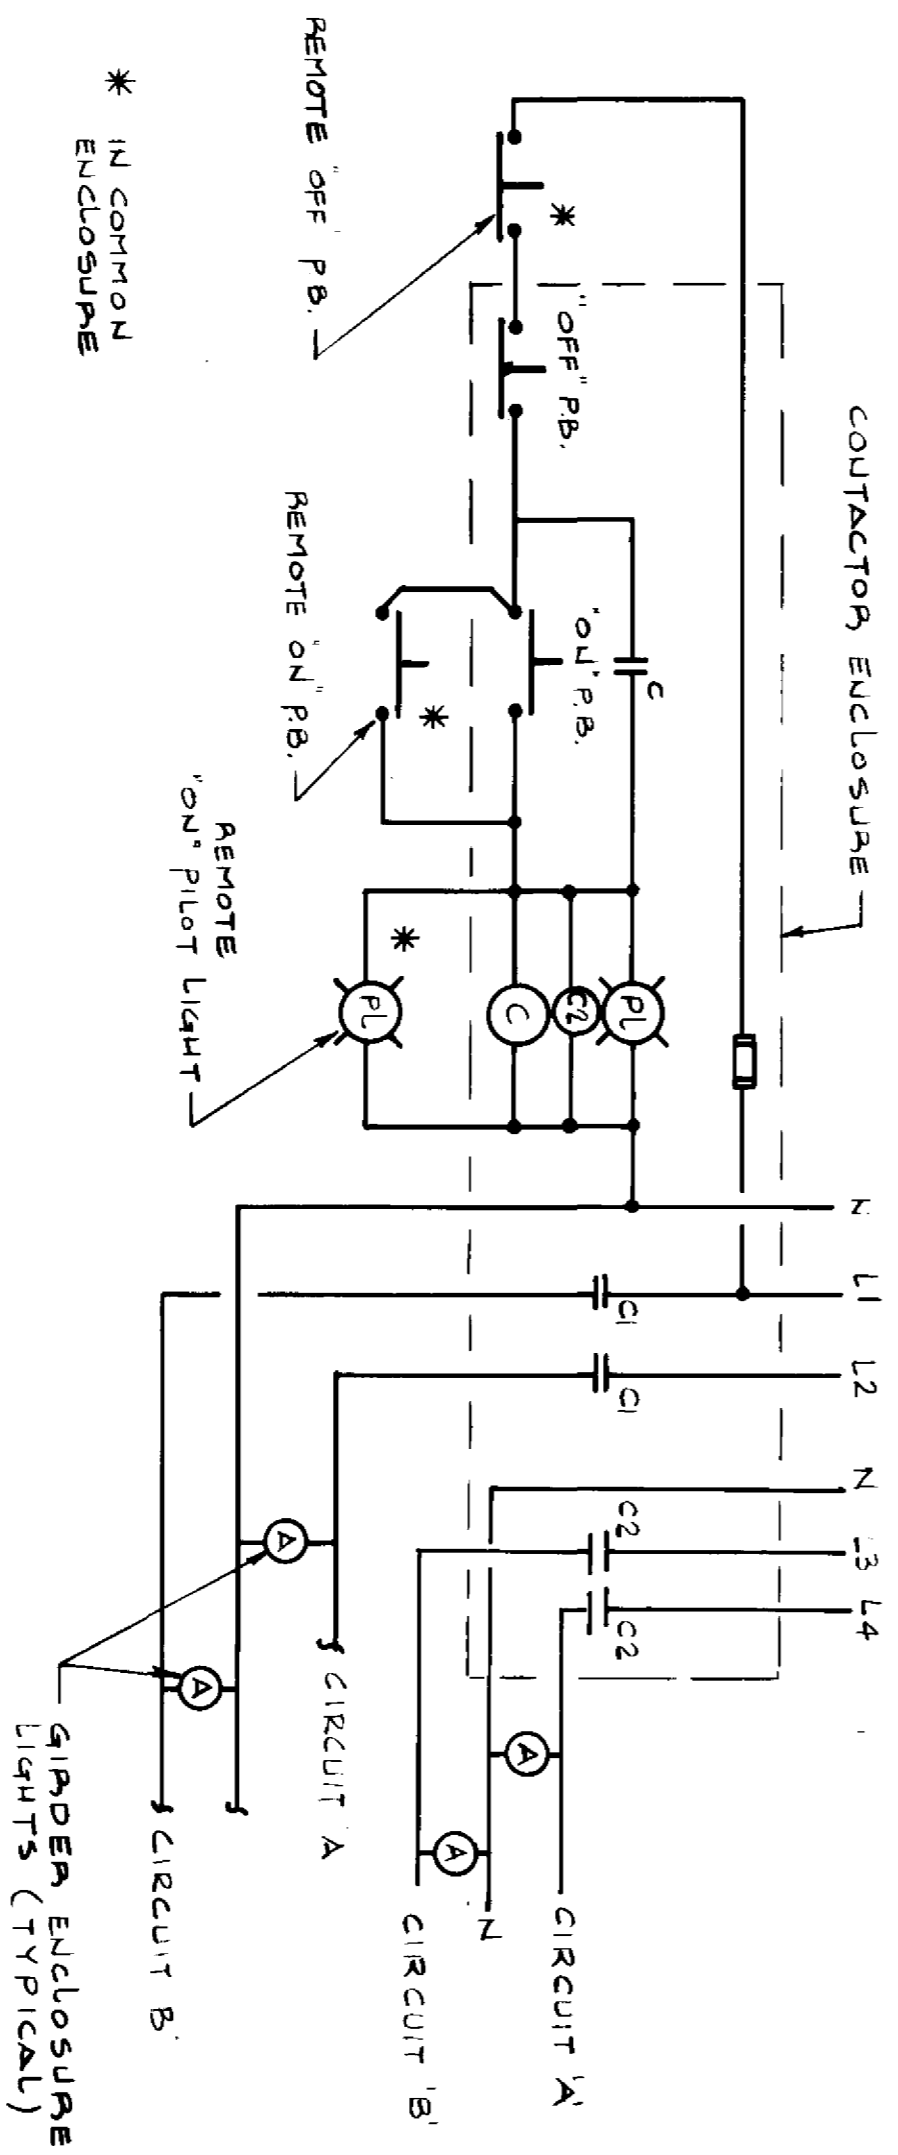 CONTACTOR ENCLOSURE
N
L1
L2
N
L3
L4
REMOTE "OFF" P.B.
*
"OFF" P.B.
"ON" P.B.
C
REMOTE "ON" P.B.
*
REMOTE
"ON" PILOT LIGHT
*
PL
C
C2
PL
C1
C1
C2
C2
A
A
A
A
CIRCUIT 'A'
N
CIRCUIT 'B'
CIRCUIT A
CIRCUIT B'
GIRDER ENCLOSURE
LIGHTS (TYPICAL)
* IN COMMON
ENCLOSURE